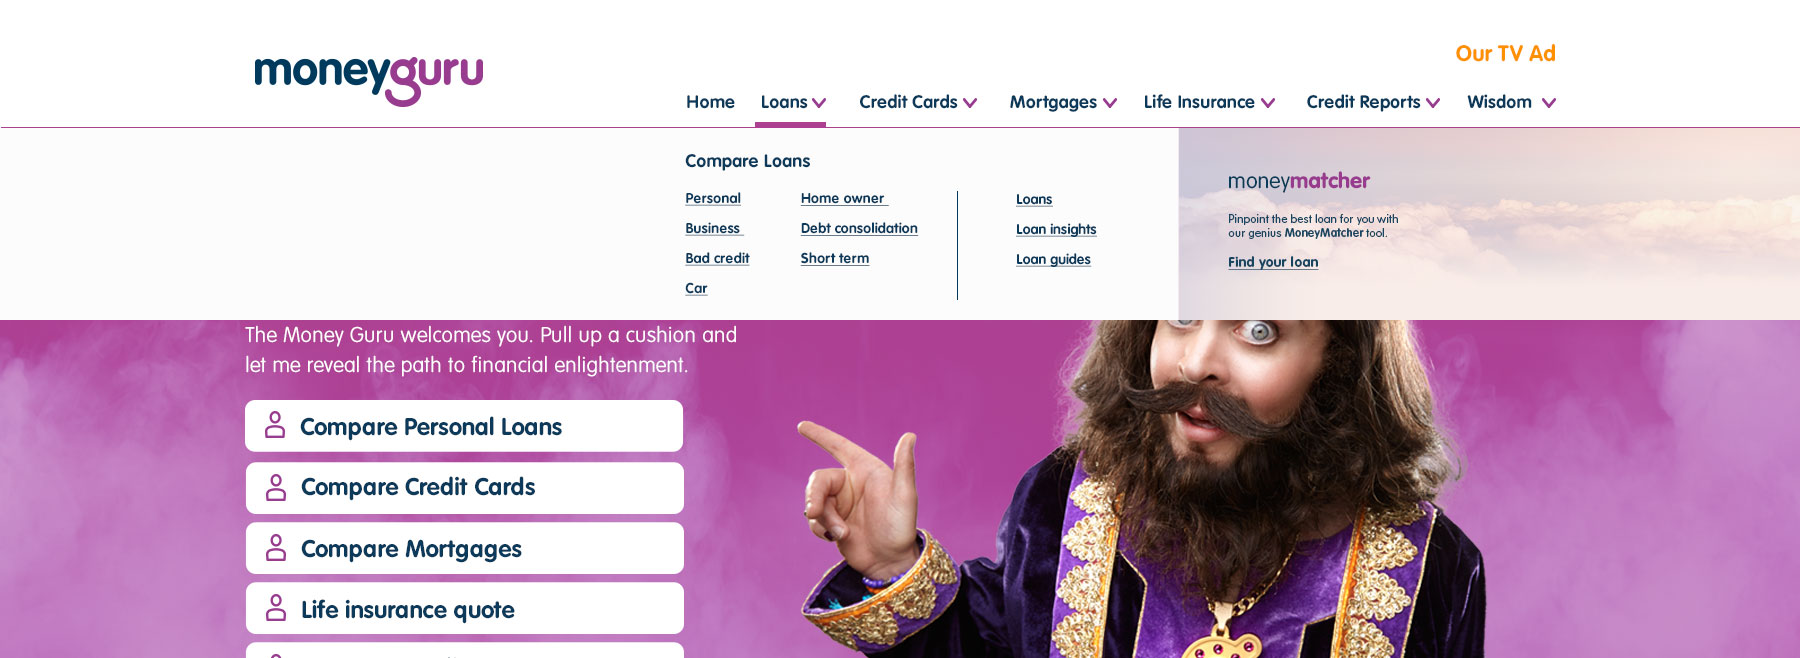 Our TV Ad
moneyguru
Home Loans Credit Cards Mortgages Life Insurance Credit Reports Wisdom
Compare Loans
Personal
Business
Bad credit
Car
Home owner
Debt consolidation
Short term
Loans
Loan insights
Loan guides
moneymatcher
Pinpoint the best loan for you with
our genius MoneyMatcher tool.
Find your loan
The Money Guru welcomes you. Pull up a cushion and
let me reveal the path to financial enlightenment.
Compare Personal Loans
Compare Credit Cards
Compare Mortgages
Life insurance quote